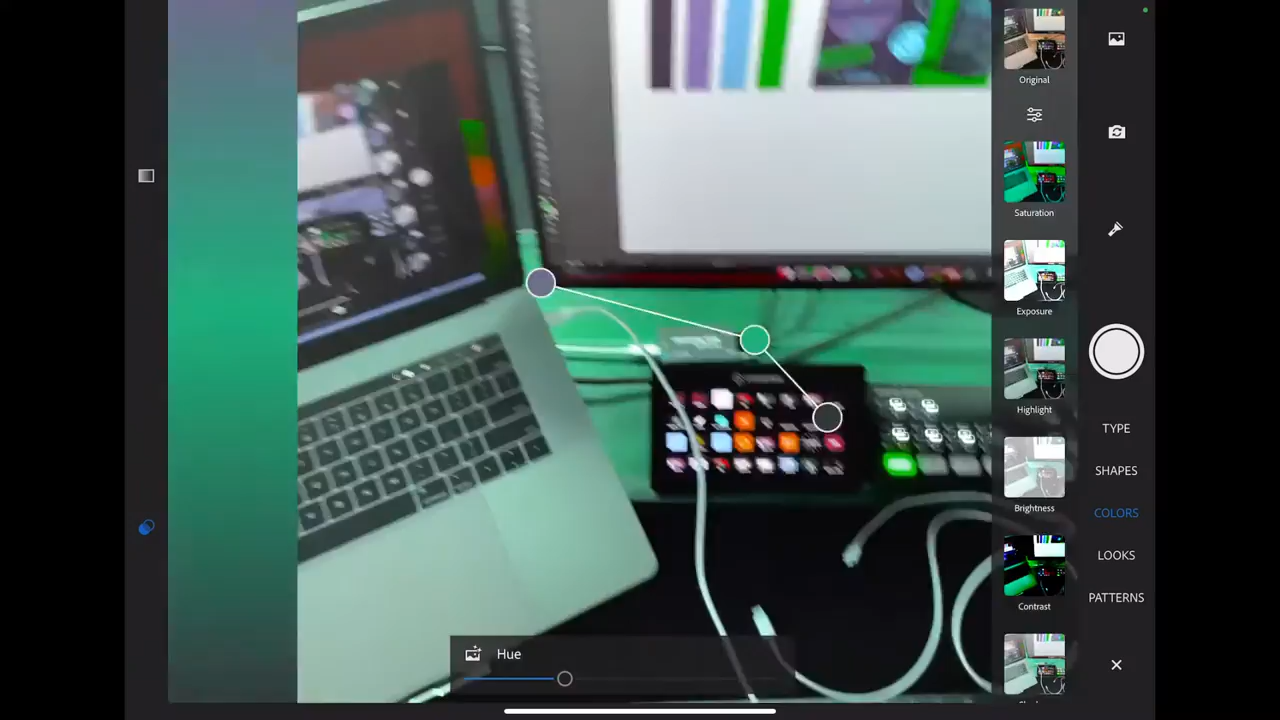 Original
Saturation
Exposure
Highlight
Brightness
Contrast
TYPE
SHAPES
COLORS
LOOKS
PATTERNS
Hue